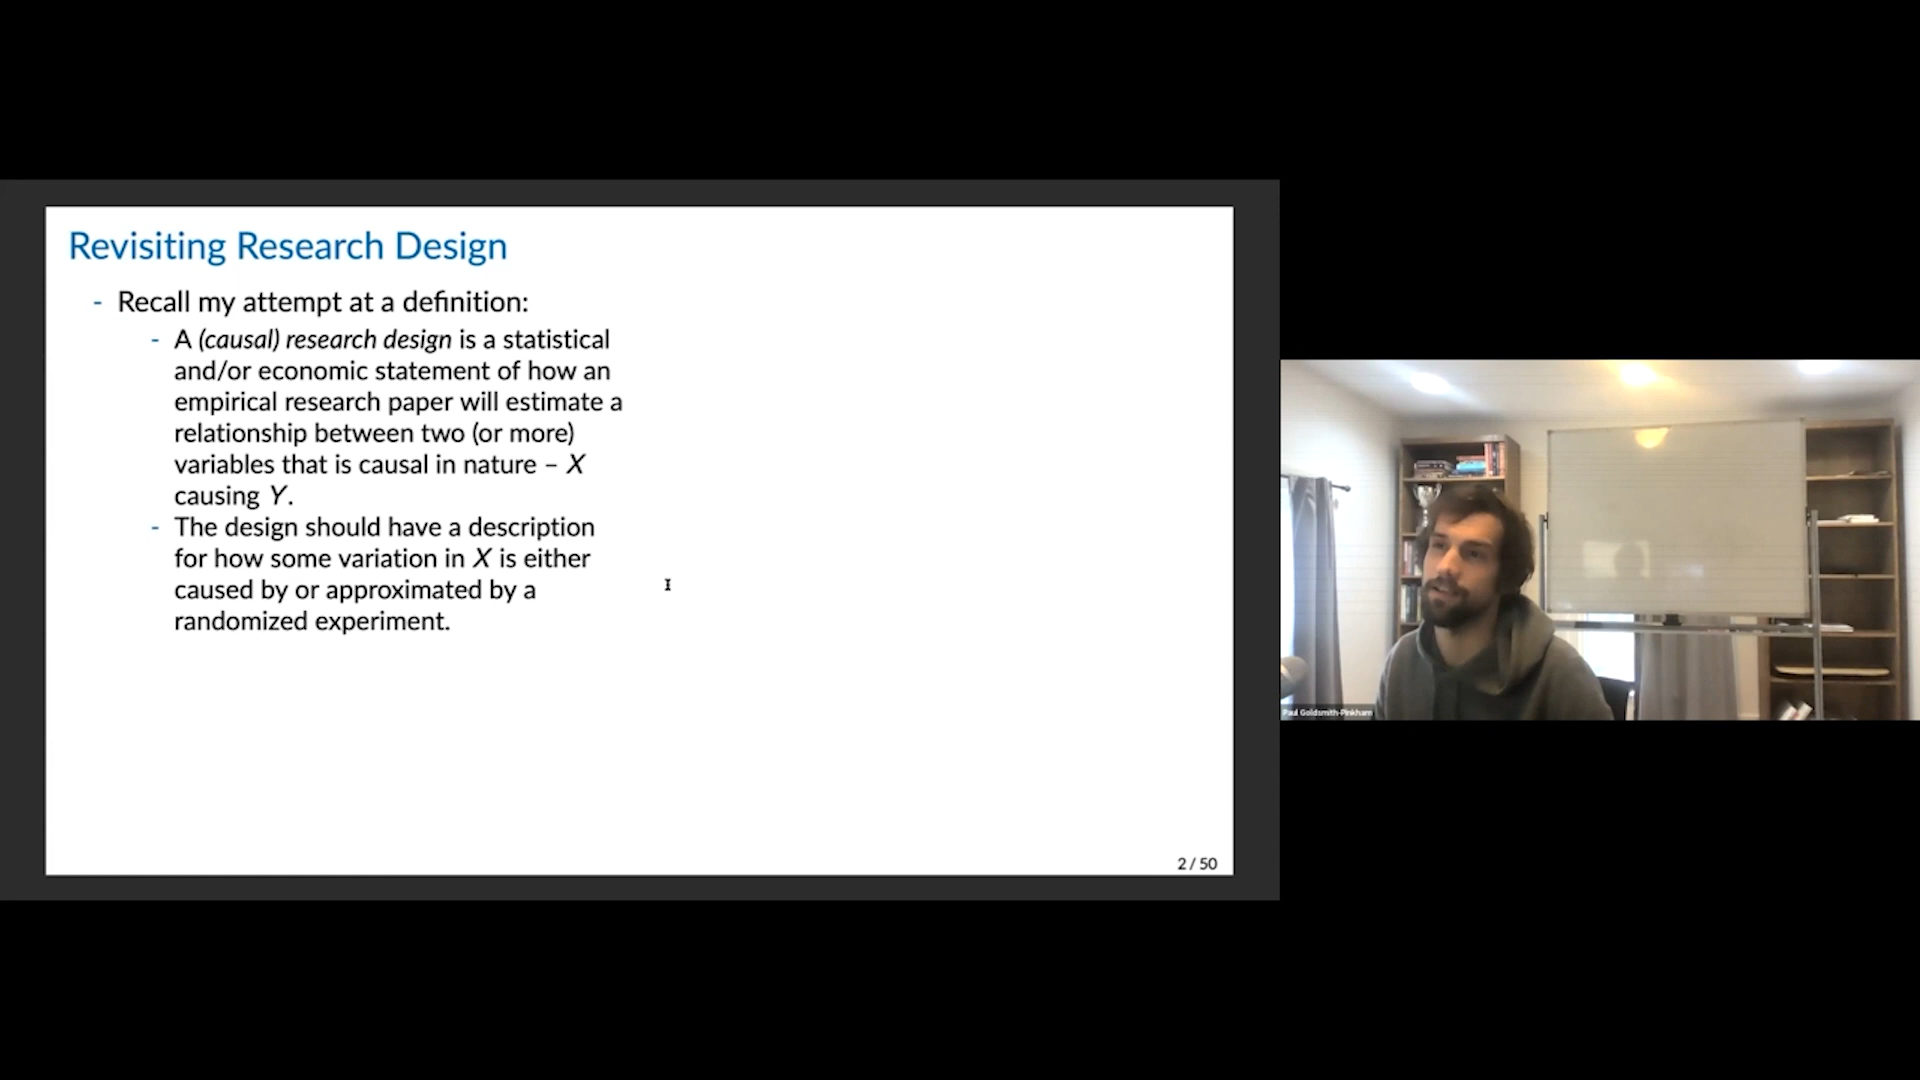 Revisiting Research Design
- Recall my attempt at a definition:
- A (causal) research design is a statistical
and/or economic statement of how an
empirical research paper will estimate a
relationship between two (or more)
variables that is causal in nature – X
causing Y.
- The design should have a description
for how some variation in X is either
caused by or approximated by a
randomized experiment.
2 / 50
Paul Goldsmith-Pinkham